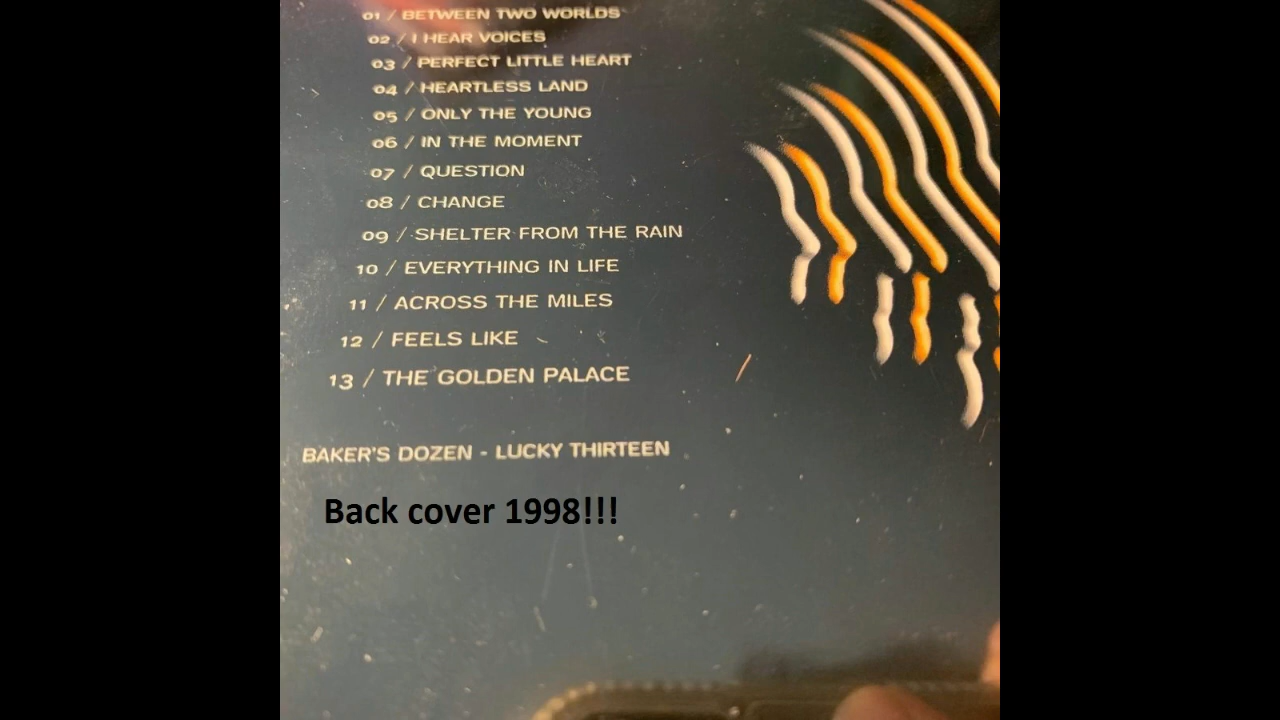 01 / BETWEEN TWO WORLDS
02 / I HEAR VOICES
03 / PERFECT LITTLE HEART
04 / HEARTLESS LAND
05 / ONLY THE YOUNG
06 / IN THE MOMENT
07 / QUESTION
08 / CHANGE
09 / SHELTER FROM THE RAIN
10 / EVERYTHING IN LIFE
11 / ACROSS THE MILES
12 / FEELS LIKE
13 / THE GOLDEN PALACE
BAKER'S DOZEN - LUCKY THIRTEEN
Back cover 1998!!!